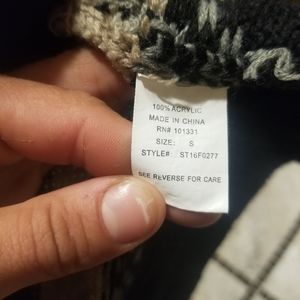 100% ACRYLIC
MADE IN CHINA
RN# 101331
SIZE: S
STYLE#: ST16F0277
SEE REVERSE FOR CARE